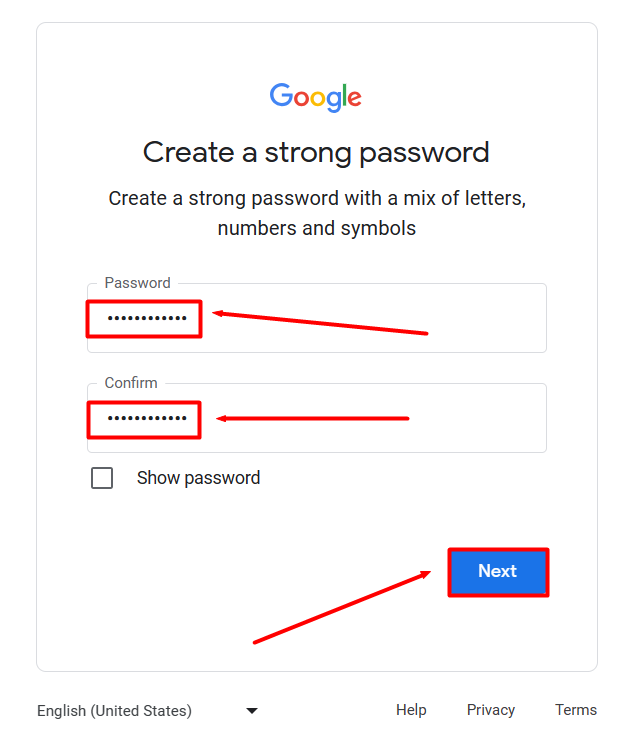 Google
Create a strong password
Create a strong password with a mix of letters,
numbers and symbols
Password
••••••••••••
Confirm
••••••••••••
Show password
Next
English (United States)
Help Privacy Terms